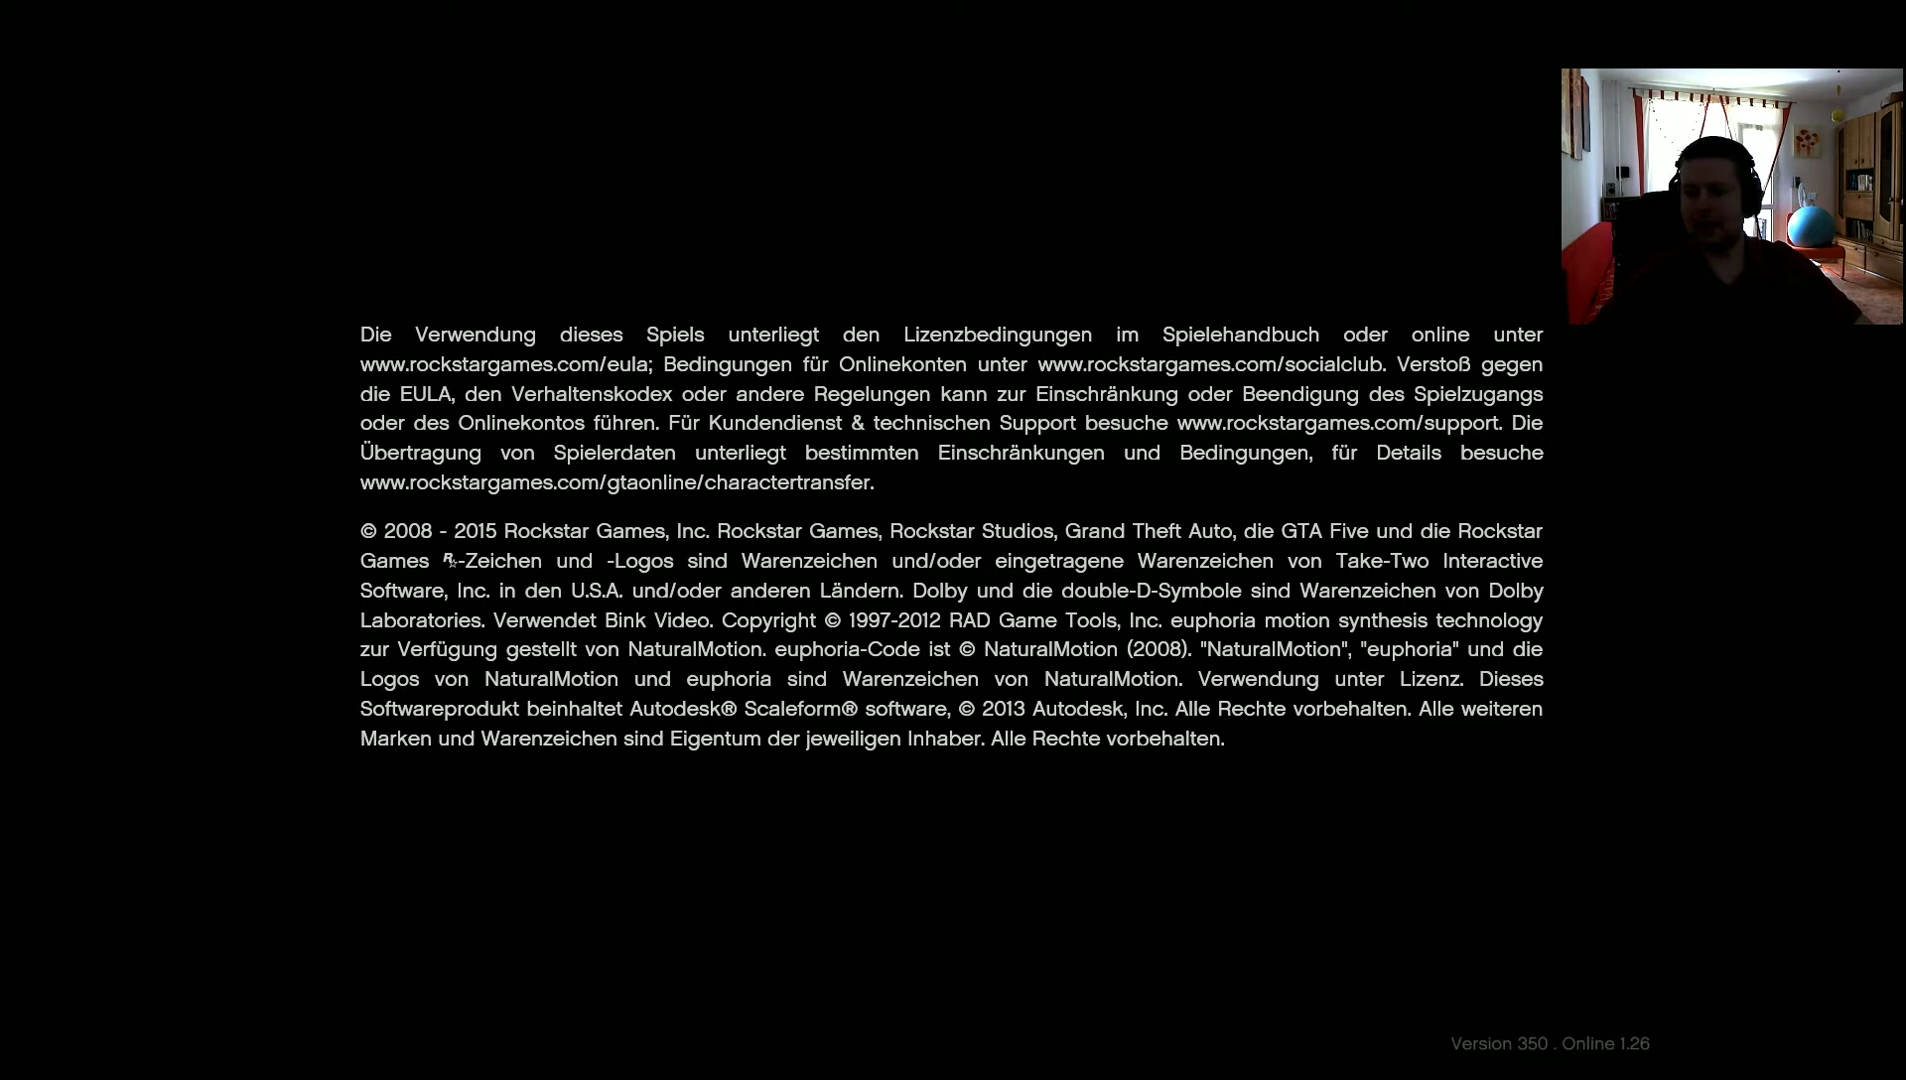 Die Verwendung dieses Spiels unterliegt den Lizenzbedingungen im Spielehandbuch oder online unter
www.rockstargames.com/eula; Bedingungen für Onlinekonten unter www.rockstargames.com/socialclub. Verstoß gegen
die EULA, den Verhaltenskodex oder andere Regelungen kann zur Einschränkung oder Beendigung des Spielzugangs
oder des Onlinekontos führen. Für Kundendienst & technischen Support besuche www.rockstargames.com/support. Die
Übertragung von Spielerdaten unterliegt bestimmten Einschränkungen und Bedingungen, für Details besuche
www.rockstargames.com/gtaonline/charactertransfer.
© 2008 - 2015 Rockstar Games, Inc. Rockstar Games, Rockstar Studios, Grand Theft Auto, die GTA Five und die Rockstar
Games R*-Zeichen und -Logos sind Warenzeichen und/oder eingetragene Warenzeichen von Take-Two Interactive
Software, Inc. in den U.S.A. und/oder anderen Ländern. Dolby und die double-D-Symbole sind Warenzeichen von Dolby
Laboratories. Verwendet Bink Video. Copyright © 1997-2012 RAD Game Tools, Inc. euphoria motion synthesis technology
zur Verfügung gestellt von NaturalMotion. euphoria-Code ist © NaturalMotion (2008). "NaturalMotion", "euphoria" und die
Logos von NaturalMotion und euphoria sind Warenzeichen von NaturalMotion. Verwendung unter Lizenz. Dieses
Softwareprodukt beinhaltet Autodesk® Scaleform® software, © 2013 Autodesk, Inc. Alle Rechte vorbehalten. Alle weiteren
Marken und Warenzeichen sind Eigentum der jeweiligen Inhaber. Alle Rechte vorbehalten.
Version 350 . Online 1.26